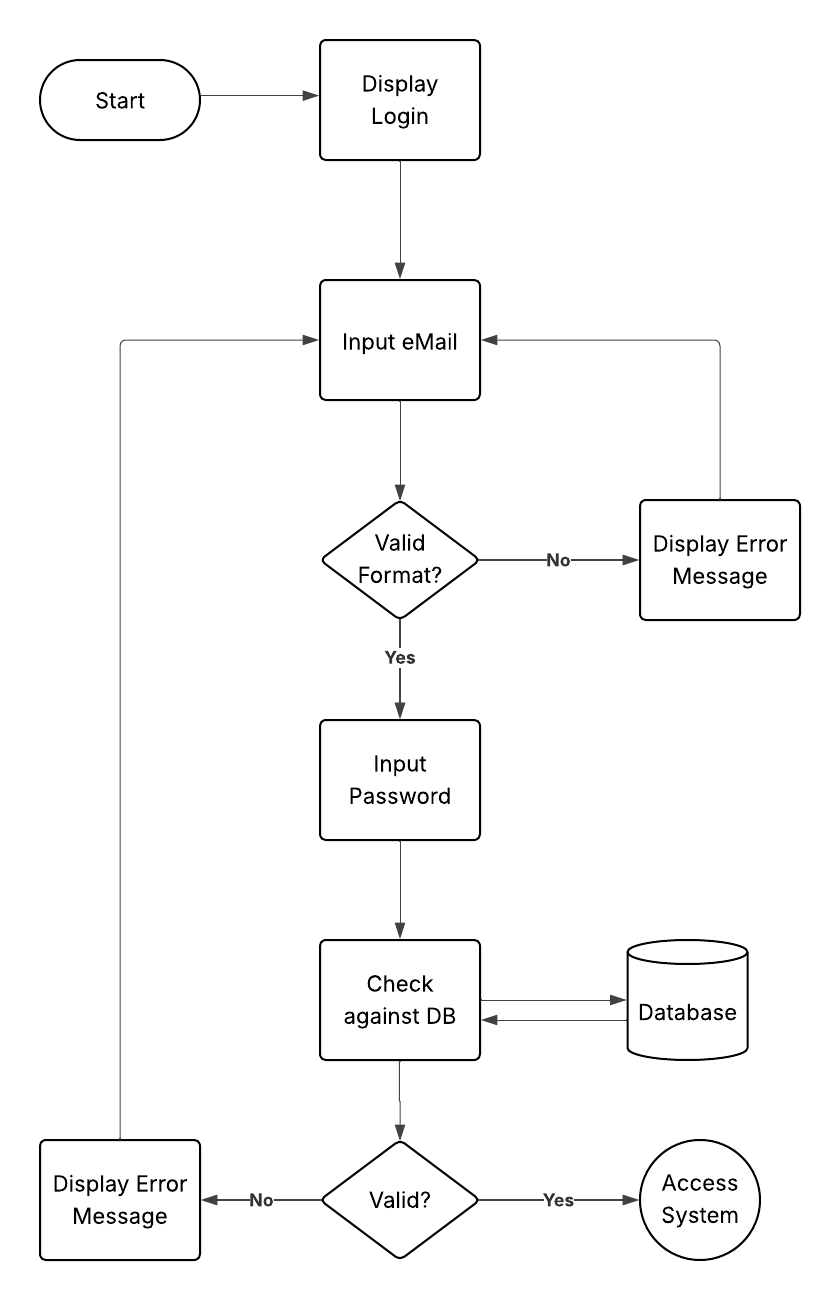 Start
Display
Login
Input eMail
Valid
Format?
No
Display Error
Message
Yes
Input
Password
Check
against DB
Database
Display Error
Message
No
Valid?
Yes
Access
System